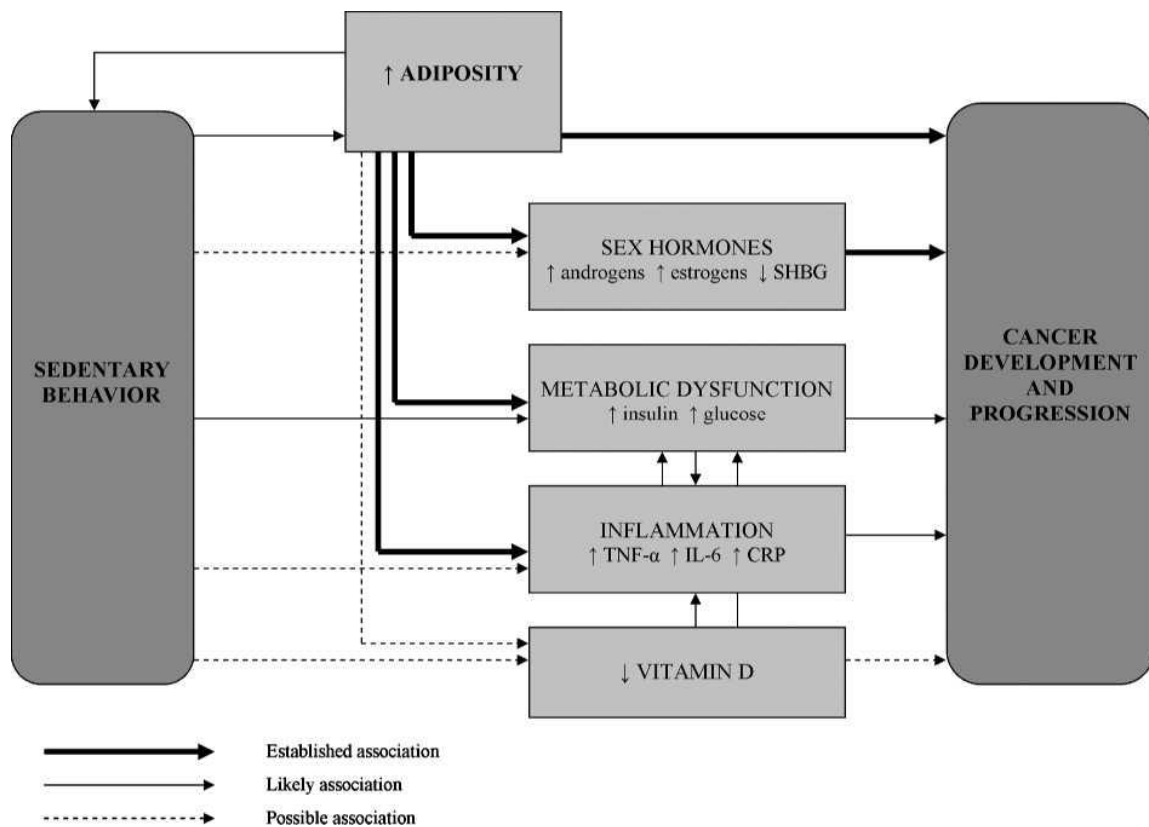 ↑ ADIPOSITY
SEX HORMONES
↑ androgens ↑ estrogens ↓ SHBG
SEDENTARY
BEHAVIOR
METABOLIC DYSFUNCTION
↑ insulin ↑ glucose
CANCER
DEVELOPMENT
AND
PROGRESSION
INFLAMMATION
↑ TNF-α ↑ IL-6 ↑ CRP
↓ VITAMIN D
Established association
Likely association
Possible association